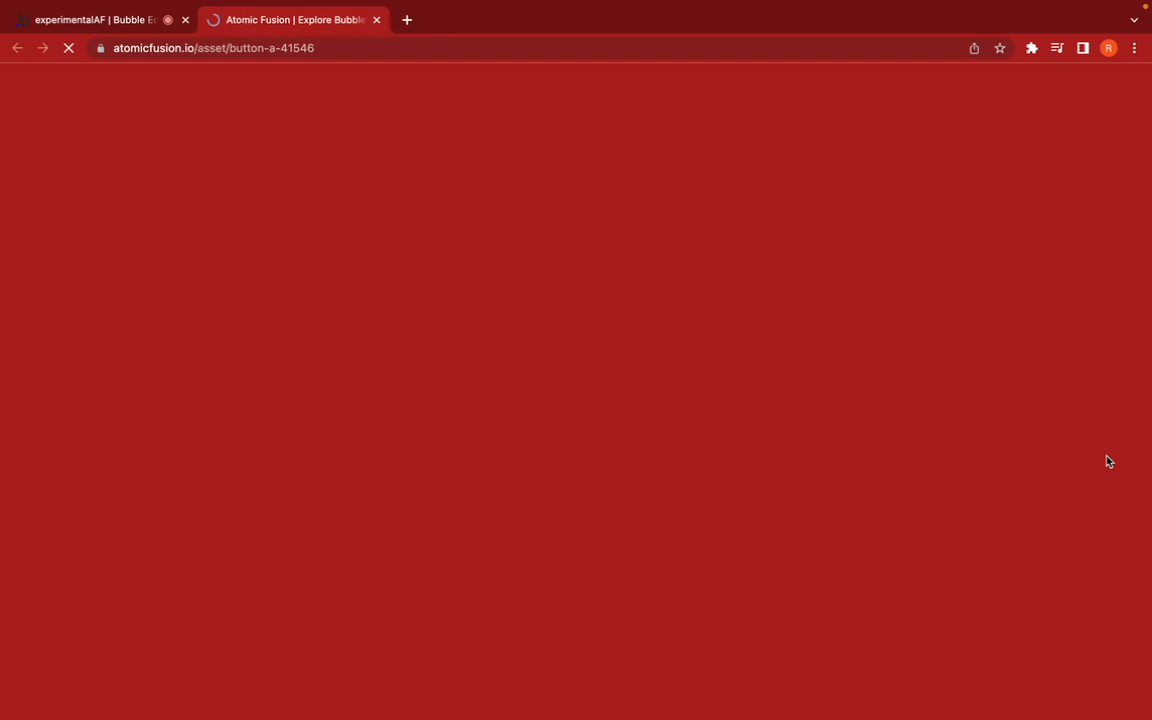 experimentalAF | Bubble E
Atomic Fusion | Explore Bubble
atomicfusion.io/asset/button-a-41546
R